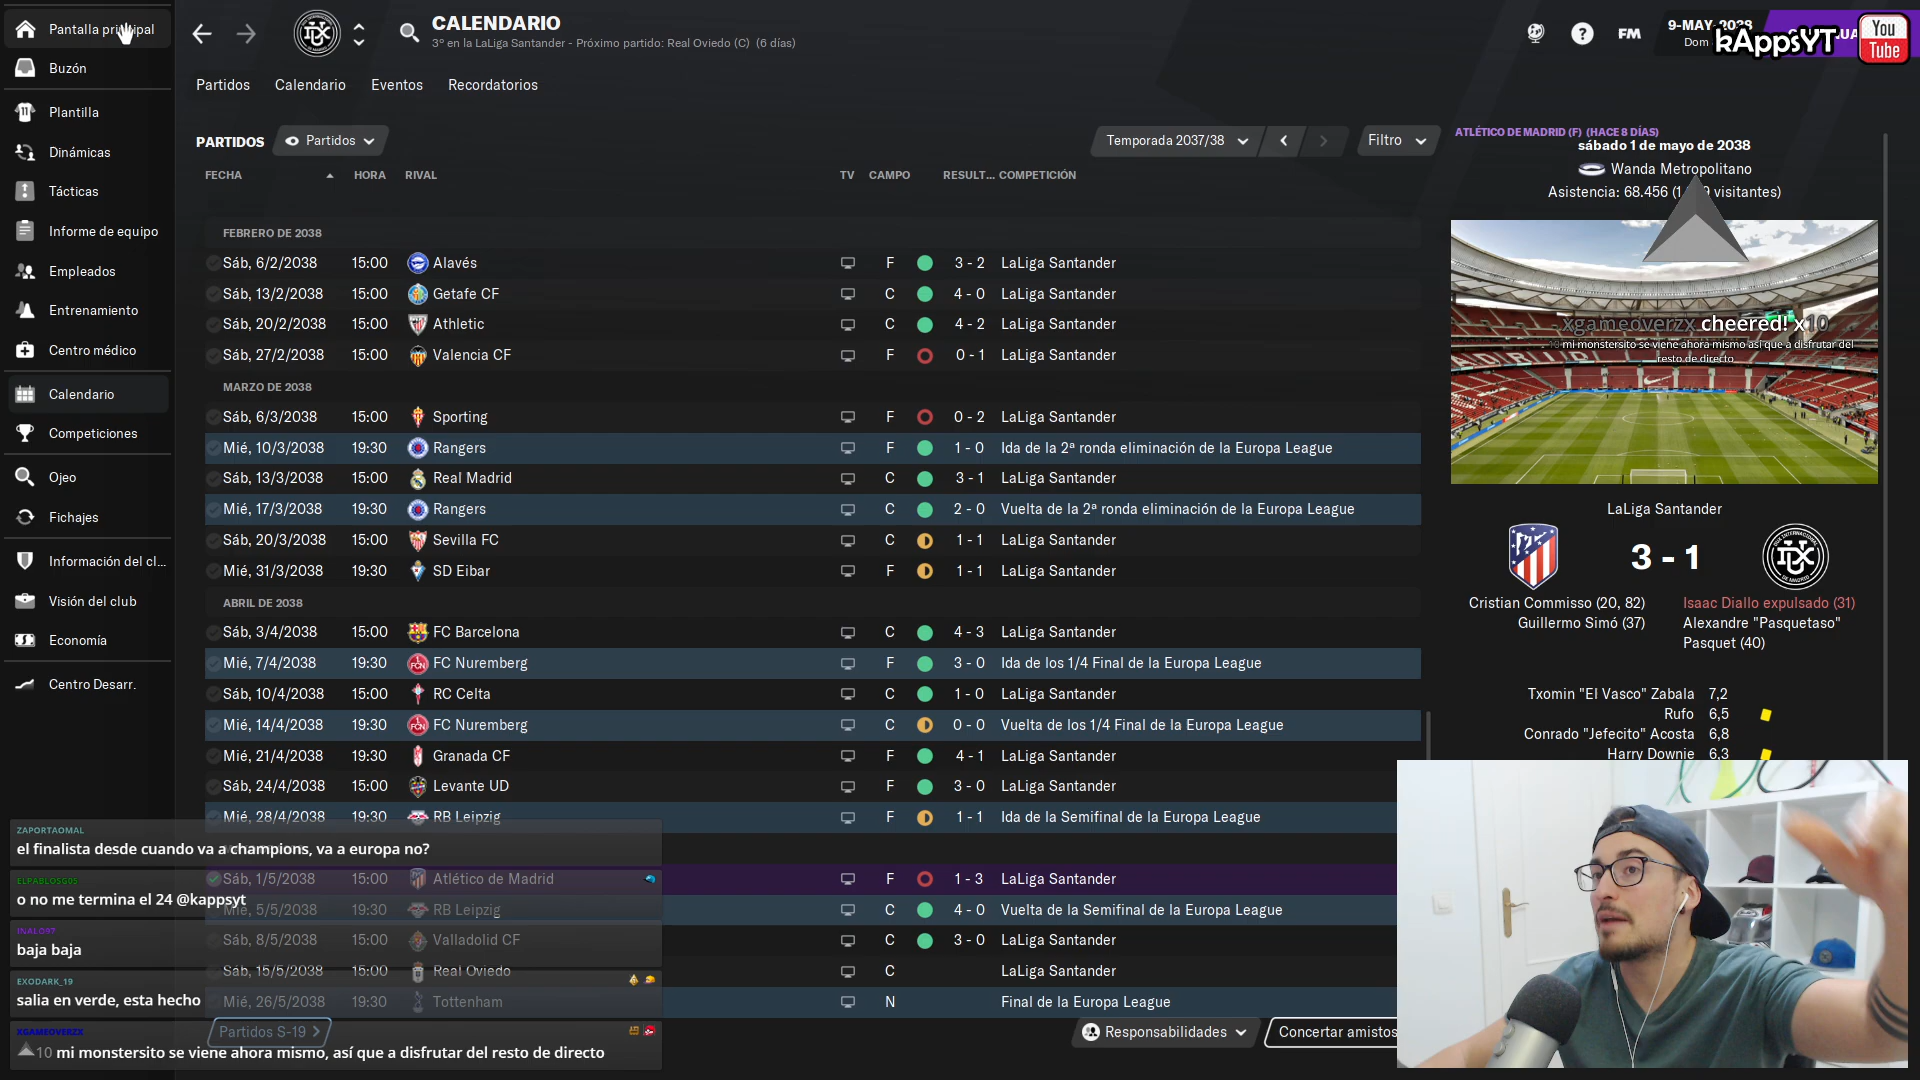 Pantalla principal
Buzón
Plantilla
Dinámicas
Tácticas
Informe de equipo
Empleados
Entrenamiento
Centro médico
Calendario
Competiciones
Ojeo
Fichajes
Información del cl...
Visión del club
Economía
Centro Desarr.
CALENDARIO
3º en la LaLiga Santander - Próximo partido: Real Oviedo (C) (6 días)
FM
9-MAY-2038
Dom
kAppsYT
You
Tube
Partidos Calendario Eventos Recordatorios
PARTIDOS Partidos
Temporada 2037/38
Filtro
FECHA HORA RIVAL TV CAMPO RESULT... COMPETICIÓN
FEBRERO DE 2038
Sáb, 6/2/2038 15:00 Alavés F 3 - 2 LaLiga Santander
Sáb, 13/2/2038 15:00 Getafe CF C 4 - 0 LaLiga Santander
Sáb, 20/2/2038 15:00 Athletic C 4 - 2 LaLiga Santander
Sáb, 27/2/2038 15:00 Valencia CF F 0 - 1 LaLiga Santander
MARZO DE 2038
Sáb, 6/3/2038 15:00 Sporting F 0 - 2 LaLiga Santander
Mié, 10/3/2038 19:30 Rangers F 1 - 0 Ida de la 2ª ronda eliminación de la Europa League
Sáb, 13/3/2038 15:00 Real Madrid C 3 - 1 LaLiga Santander
Mié, 17/3/2038 19:30 Rangers C 2 - 0 Vuelta de la 2ª ronda eliminación de la Europa League
Sáb, 20/3/2038 15:00 Sevilla FC C 1 - 1 LaLiga Santander
Mié, 31/3/2038 19:30 SD Eibar F 1 - 1 LaLiga Santander
ABRIL DE 2038
Sáb, 3/4/2038 15:00 FC Barcelona C 4 - 3 LaLiga Santander
Mié, 7/4/2038 19:30 FC Nuremberg F 3 - 0 Ida de los 1/4 Final de la Europa League
Sáb, 10/4/2038 15:00 RC Celta C 1 - 0 LaLiga Santander
Mié, 14/4/2038 19:30 FC Nuremberg C 0 - 0 Vuelta de los 1/4 Final de la Europa League
Mié, 21/4/2038 19:30 Granada CF F 4 - 1 LaLiga Santander
Sáb, 24/4/2038 15:00 Levante UD F 3 - 0 LaLiga Santander
Mié, 28/4/2038 19:30 RB Leipzig F 1 - 1 Ida de la Semifinal de la Europa League
Sáb, 1/5/2038 15:00 Atlético de Madrid F 1 - 3 LaLiga Santander
Mié, 5/5/2038 19:30 RB Leipzig C 4 - 0 Vuelta de la Semifinal de la Europa League
Sáb, 8/5/2038 15:00 Valladolid CF C 3 - 0 LaLiga Santander
Sáb, 15/5/2038 15:00 Real Oviedo C LaLiga Santander
Mié, 26/5/2038 19:30 Tottenham N Final de la Europa League
Partidos S-19
Responsabilidades
Concertar amistos
ZAPORTAOMAL
el finalista desde cuando va a champions, va a europa no?
ELPABLOSG05
o no me termina el 24 @kappsyt
INALO97
baja baja
EXODARK_19
salia en verde, esta hecho
XGAMEOVERZX
10 mi monstersito se viene ahora mismo, así que a disfrutar del resto de directo
ATLÉTICO DE MADRID (F) (HACE 8 DÍAS)
sábado 1 de mayo de 2038
Wanda Metropolitano
Asistencia: 68.456 visitantes)
xgameoverzx cheered! x10
10 mi monstersito se viene ahora mismo así que a disfrutar del
resto de directo
LaLiga Santander
3 - 1
Cristian Commisso (20, 82)
Guillermo Simó (37)
Isaac Diallo expulsado (31)
Alexandre "Pasquetaso"
Pasquet (40)
Txomin "El Vasco" Zabala 7,2
Rufo 6,5
Conrado "Jefecito" Acosta 6,8
Harry Downie 6,3